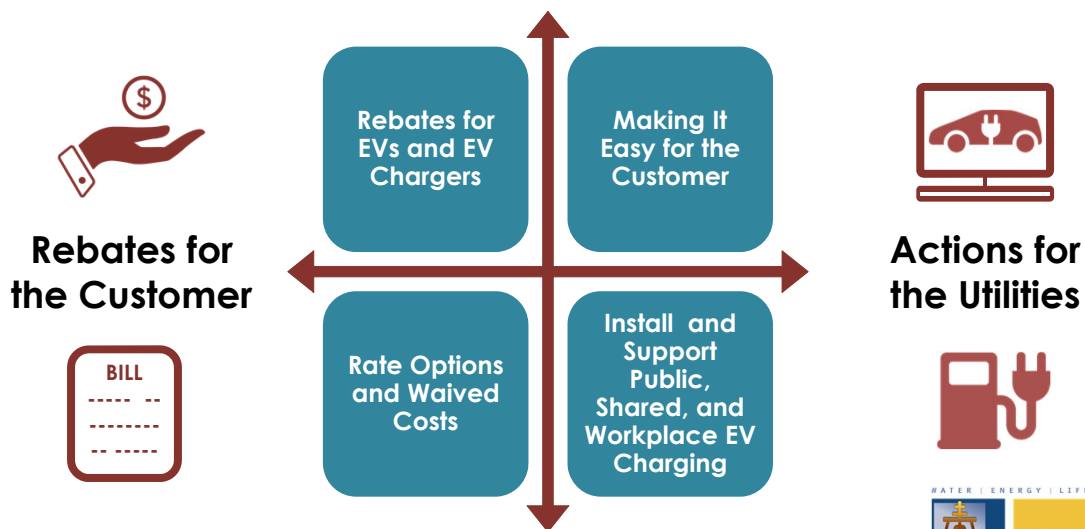 $
Rebates for
EVs and EV
Chargers
Making It
Easy for the
Customer
Rebates for
the Customer
Actions for
the Utilities
BILL
Rate Options
and Waived
Costs
Install and
Support
Public,
Shared, and
Workplace EV
Charging
WATER | ENERGY | LIFE